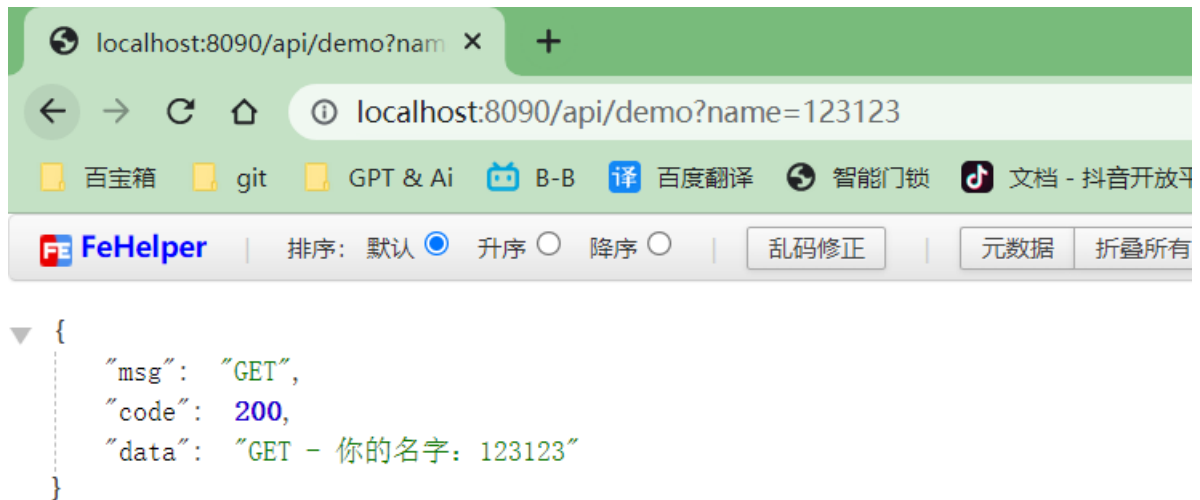 localhost:8090/api/demo?nam
localhost:8090/api/demo?name=123123
百宝箱 git GPT & Ai B-B 译 百度翻译 智能门锁 文档 - 抖音开放平
FE FeHelper | 排序: 默认 升序 降序 | 乱码修正 | 元数据 折叠所有
{
"msg": "GET",
"code": 200,
"data": "GET - 你的名字：123123"
}